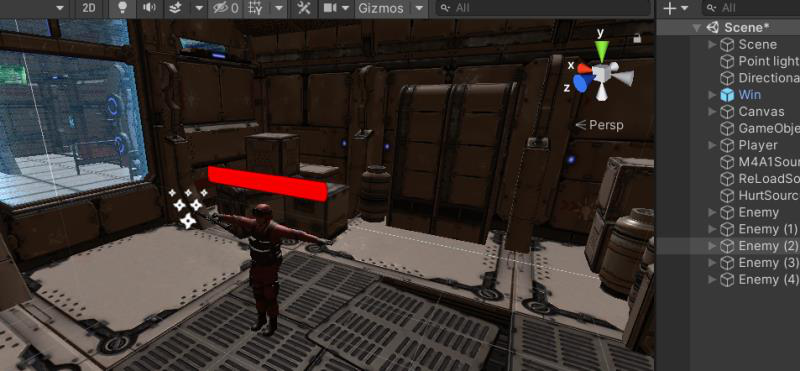 2D
0
Gizmos
All
All
y
x
z
Persp
Scene*
Scene
Point light
Directiona
Win
Canvas
GameObje
Player
M4A1Sour
ReLoadSo
HurtSourc
Enemy
Enemy (1)
Enemy (2)
Enemy (3)
Enemy (4)